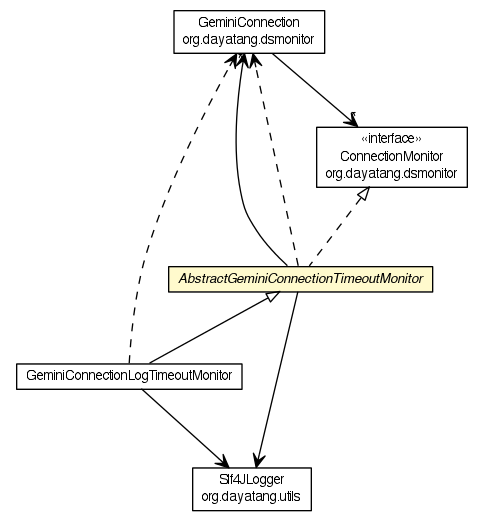 GeminiConnection
org.dayatang.dsmonitor
«interface»
ConnectionMonitor
org.dayatang.dsmonitor
AbstractGeminiConnectionTimeoutMonitor
GeminiConnectionLogTimeoutMonitor
Slf4JLogger
org.dayatang.utils